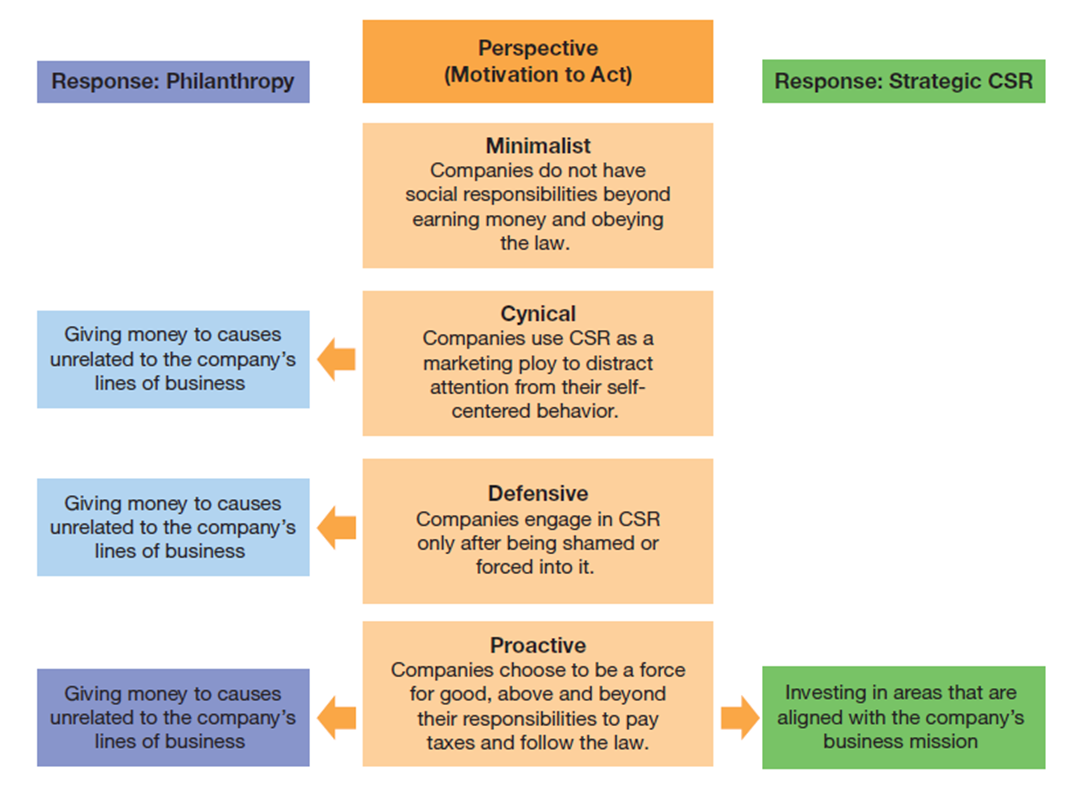 Response: Philanthropy
Perspective
(Motivation to Act)
Response: Strategic CSR
Minimalist
Companies do not have
social responsibilities beyond
earning money and obeying
the law.
Giving money to causes
unrelated to the company’s
lines of business
Cynical
Companies use CSR as a
marketing ploy to distract
attention from their self-
centered behavior.
Giving money to causes
unrelated to the company’s
lines of business
Defensive
Companies engage in CSR
only after being shamed or
forced into it.
Giving money to causes
unrelated to the company’s
lines of business
Proactive
Companies choose to be a force
for good, above and beyond
their responsibilities to pay
taxes and follow the law.
Investing in areas that are
aligned with the company’s
business mission